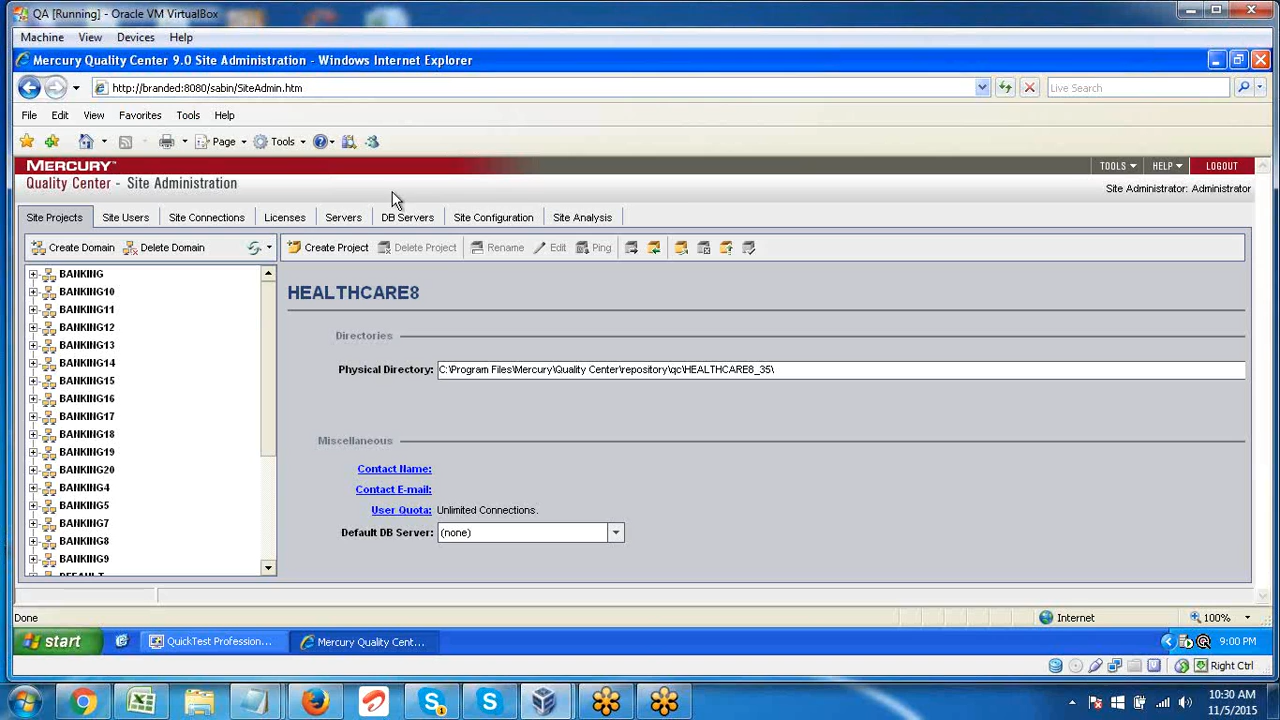 QA [Running] - Oracle VM VirtualBox
Machine View Devices Help
Mercury Quality Center 9.0 Site Administration - Windows Internet Explorer
http://branded:8080/sabin/SiteAdmin.htm
Live Search
File Edit View Favorites Tools Help
Page Tools
MERCURY™
TOOLS HELP LOGOUT
Quality Center - Site Administration
Site Administrator: Administrator
Site Projects Site Users Site Connections Licenses Servers DB Servers Site Configuration Site Analysis
Create Domain Delete Domain
Create Project Delete Project Rename Edit Ping
BANKING
BANKING10
BANKING11
BANKING12
BANKING13
BANKING14
BANKING15
BANKING16
BANKING17
BANKING18
BANKING19
BANKING20
BANKING4
BANKING5
BANKING7
BANKING8
BANKING9
DEFAULT
HEALTHCARE8
Directories
Physical Directory: C:\Program Files\Mercury\Quality Center\repository\qc\HEALTHCARE8_35\
Miscellaneous
Contact Name:
Contact E-mail:
User Quota: Unlimited Connections.
Default DB Server: (none)
Done
Internet
100%
start
QuickTest Profession...
Mercury Quality Cent...
9:00 PM
Right Ctrl
10:30 AM
11/5/2015